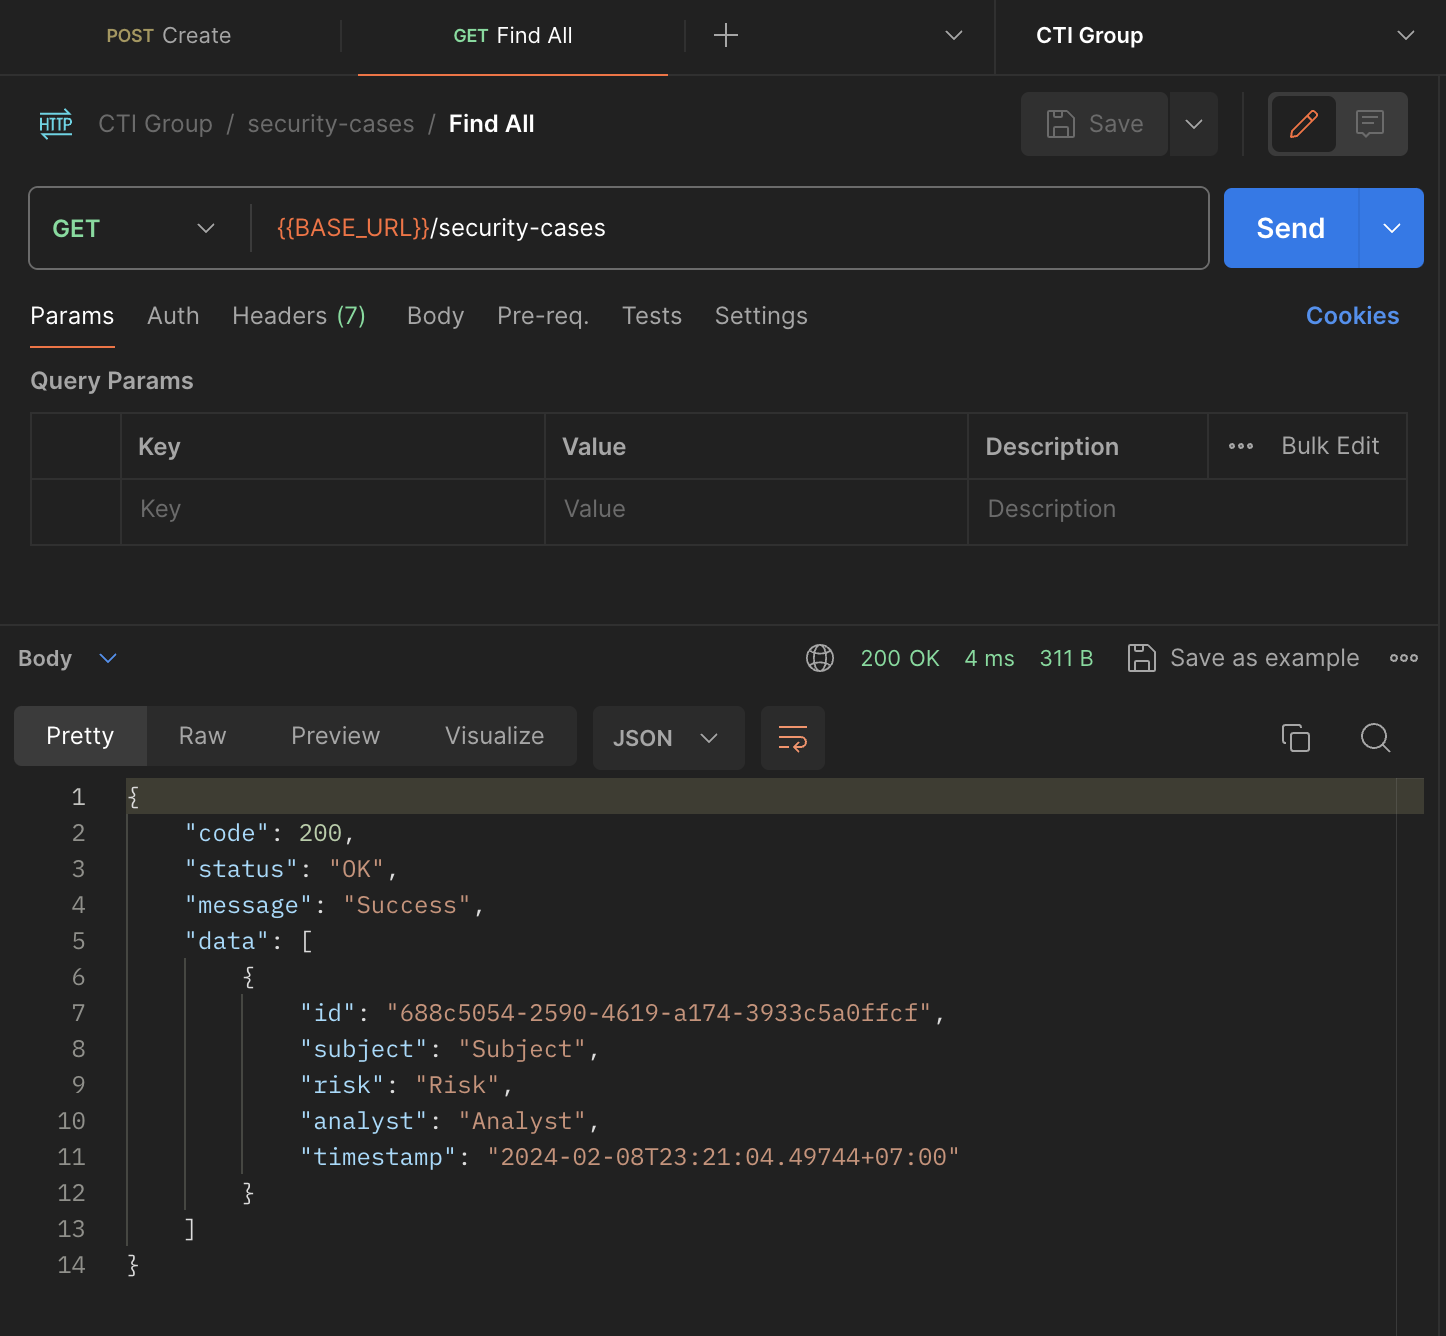 POST Create GET Find All CTI Group
HTTP CTI Group / security-cases / Find All Save
GET {{BASE_URL}}/security-cases Send
Params Auth Headers (7) Body Pre-req. Tests Settings Cookies
Query Params
Key Value Description Bulk Edit
Key Value Description
Body 200 OK 4 ms 311 B Save as example
Pretty Raw Preview Visualize JSON
1 {
2 "code": 200,
3 "status": "OK",
4 "message": "Success",
5 "data": [
6 {
7 "id": "688c5054-2590-4619-a174-3933c5a0ffcf",
8 "subject": "Subject",
9 "risk": "Risk",
10 "analyst": "Analyst",
11 "timestamp": "2024-02-08T23:21:04.49744+07:00"
12 }
13 ]
14 }